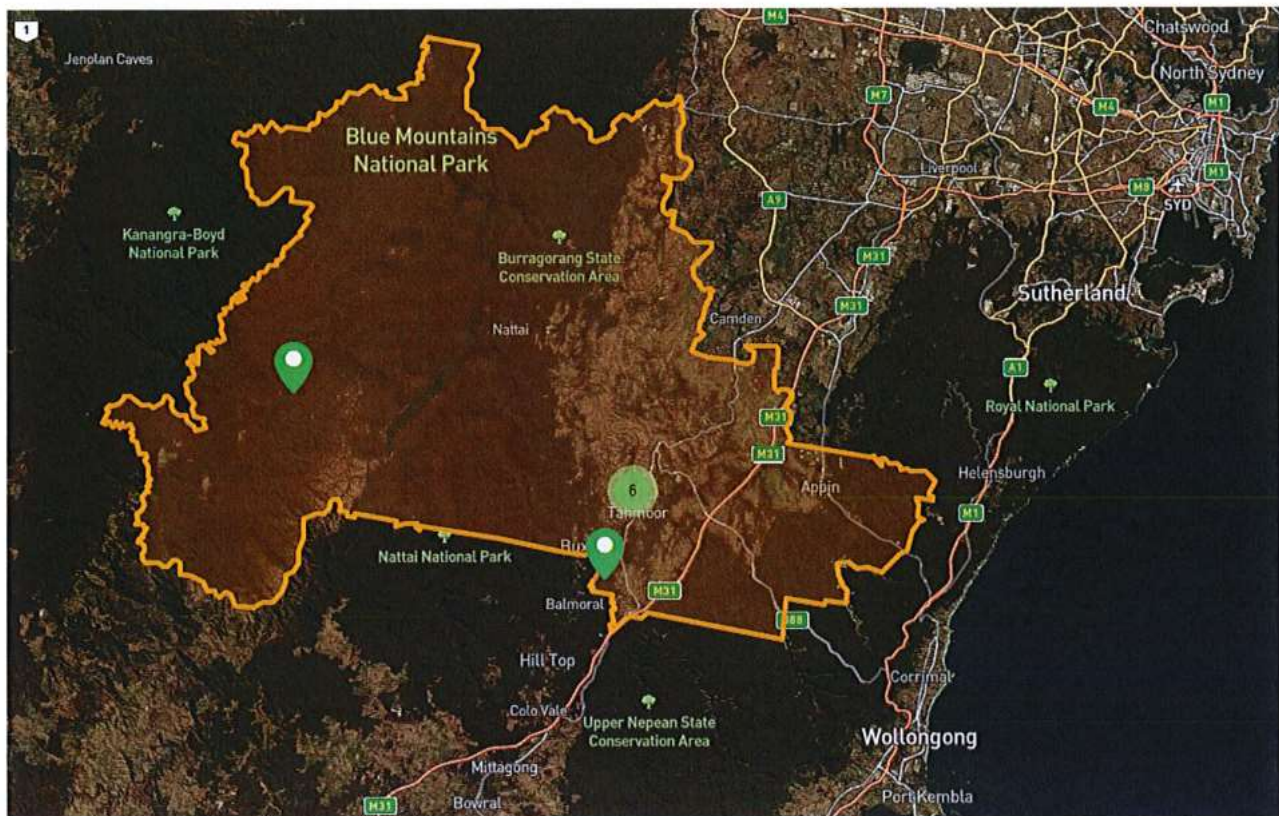 1
M4
Chatswood
Jenolan Caves
North Sydney
M7
M4
M1
Blue Mountains
National Park
Liverpool
M1
M8
SYD
A9
Kanangra-Boyd
National Park
Burragorang State
Conservation Area
M31
Sutherland
M31
Camden
Nattai
A1
Royal National Park
M31
M31
Helensburgh
Appin
6
Tahmoor
M1
Nattai National Park
M31
Balmoral
Hill Top
Corrimal
Colo Vale
Upper Nepean State
Conservation Area
Wollongong
Mittagong
M31
Bowral
Port Kembla